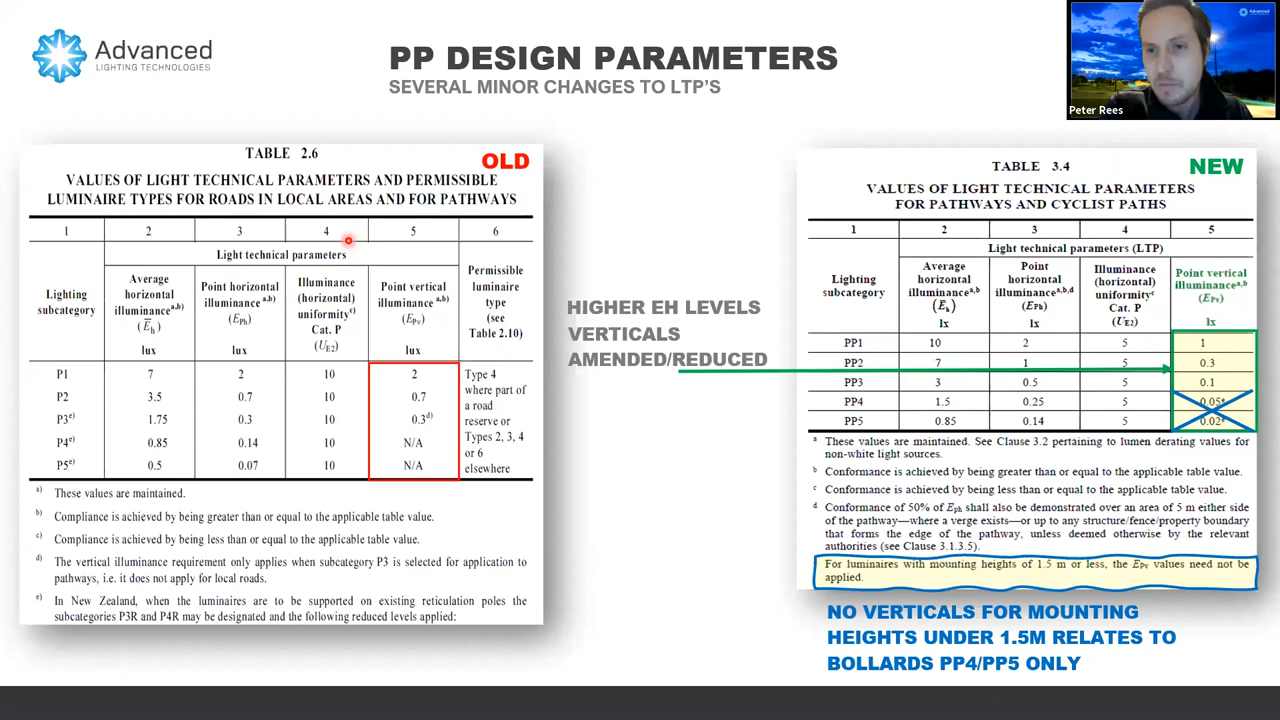 Advanced
LIGHTING TECHNOLOGIES
PP DESIGN PARAMETERS
SEVERAL MINOR CHANGES TO LTP'S
Peter Rees
TABLE 2.6
OLD
VALUES OF LIGHT TECHNICAL PARAMETERS AND PERMISSIBLE
LUMINAIRE TYPES FOR ROADS IN LOCAL AREAS AND FOR PATHWAYS
1 2 3 4 5 6
Lighting subcategory
Light technical parameters
Average horizontal illuminance a,b) (Ēh) lux
Point horizontal illuminance a,b) (EPh) lux
Illuminance (horizontal) uniformity c) Cat. P (UE2)
Point vertical illuminance a,b) (EPv) lux
Permissible luminaire type (see Table 2.10)
P1 7 2 10 2
P2 3.5 0.7 10 0.7
P3 e) 1.75 0.3 10 0.3 d)
P4 e) 0.85 0.14 10 N/A
P5 e) 0.5 0.07 10 N/A
Type 4
where part of
a road
reserve or
Types 2, 3, 4
or 6
elsewhere
a) These values are maintained.
b) Compliance is achieved by being greater than or equal to the applicable table value.
c) Compliance is achieved by being less than or equal to the applicable table value.
d) The vertical illuminance requirement only applies when subcategory P3 is selected for application to
pathways, i.e. it does not apply for local roads.
e) In New Zealand, when the luminaires are to be supported on existing reticulation poles the
subcategories P3R and P4R may be designated and the following reduced levels applied:
HIGHER EH LEVELS
VERTICALS
AMENDED/REDUCED
TABLE 3.4
NEW
VALUES OF LIGHT TECHNICAL PARAMETERS
FOR PATHWAYS AND CYCLIST PATHS
1 2 3 4 5
Lighting subcategory
Light technical parameters (LTP)
Average horizontal illuminance a,b (Ēh) lx
Point horizontal illuminance a,b,d (EPh) lx
Illuminance (horizontal) uniformity c Cat. P (UE2)
Point vertical illuminance a,b (EPv) lx
PP1 10 2 5 1
PP2 7 1 5 0.3
PP3 3 0.5 5 0.1
PP4 1.5 0.25 5 0.05e
PP5 0.85 0.14 5 0.02e
a These values are maintained. See Clause 3.2 pertaining to lumen derating values for
non-white light sources.
b Conformance is achieved by being greater than or equal to the applicable table value.
c Conformance is achieved by being less than or equal to the applicable table value.
d Conformance of 50% of EPh shall also be demonstrated over an area of 5 m either side
of the pathway—where a verge exists—or up to any structure/fence/property boundary
that forms the edge of the pathway, unless deemed otherwise by the relevant
authorities (see Clause 3.1.3.5).
For luminaires with mounting heights of 1.5 m or less, the EPv values need not be
applied.
NO VERTICALS FOR MOUNTING
HEIGHTS UNDER 1.5M RELATES TO
BOLLARDS PP4/PP5 ONLY